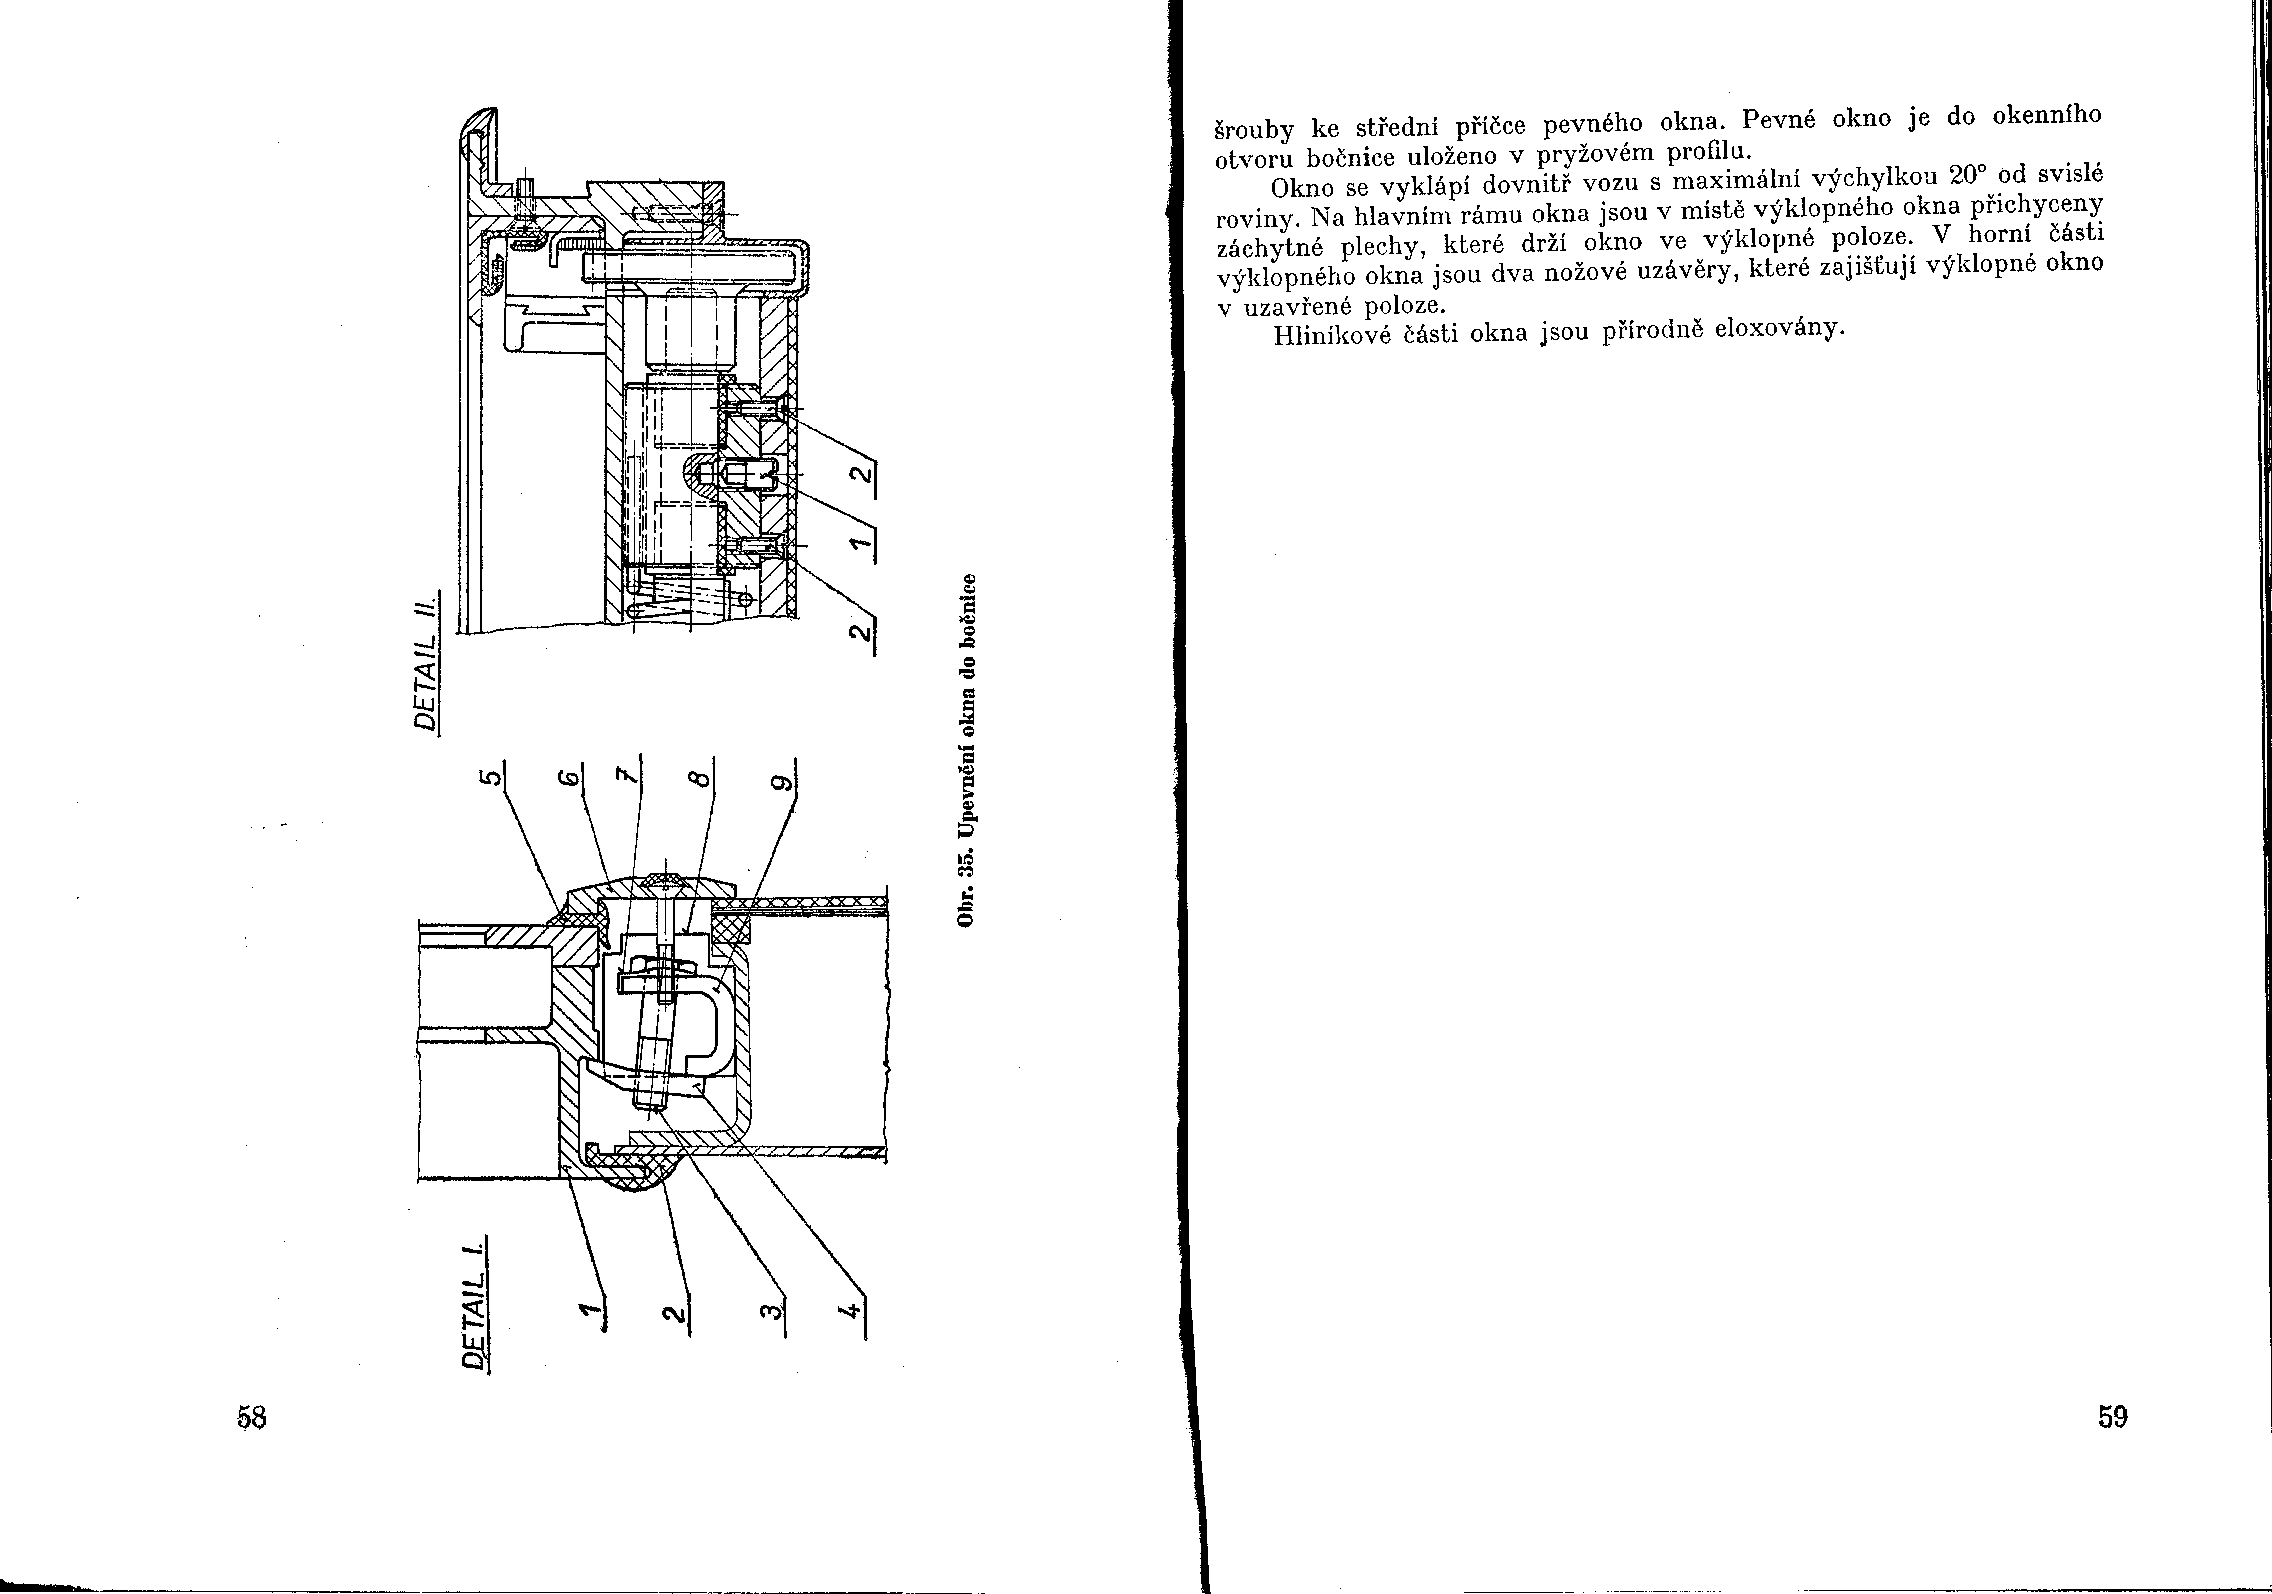 DETAIL II.
2
1
2
DETAIL I.
5
6
7
8
9
1
2
3
4
Obr. 35. Upevnění okna do bočnice
58
šrouby ke střední příčce pevného okna. Pevné okno je do okenního
otvoru bočnice uloženo v pryžovém profilu.
Okno se vyklápí dovnitř vozu s maximální výchylkou 20° od svislé
roviny. Na hlavním rámu okna jsou v místě výklopného okna přichyceny
záchytné plechy, které drží okno ve výklopné poloze. V horní části
výklopného okna jsou dva nožové uzávěry, které zajišťují výklopné okno
v uzavřené poloze.
Hliníkové části okna jsou přírodně eloxovány.
59